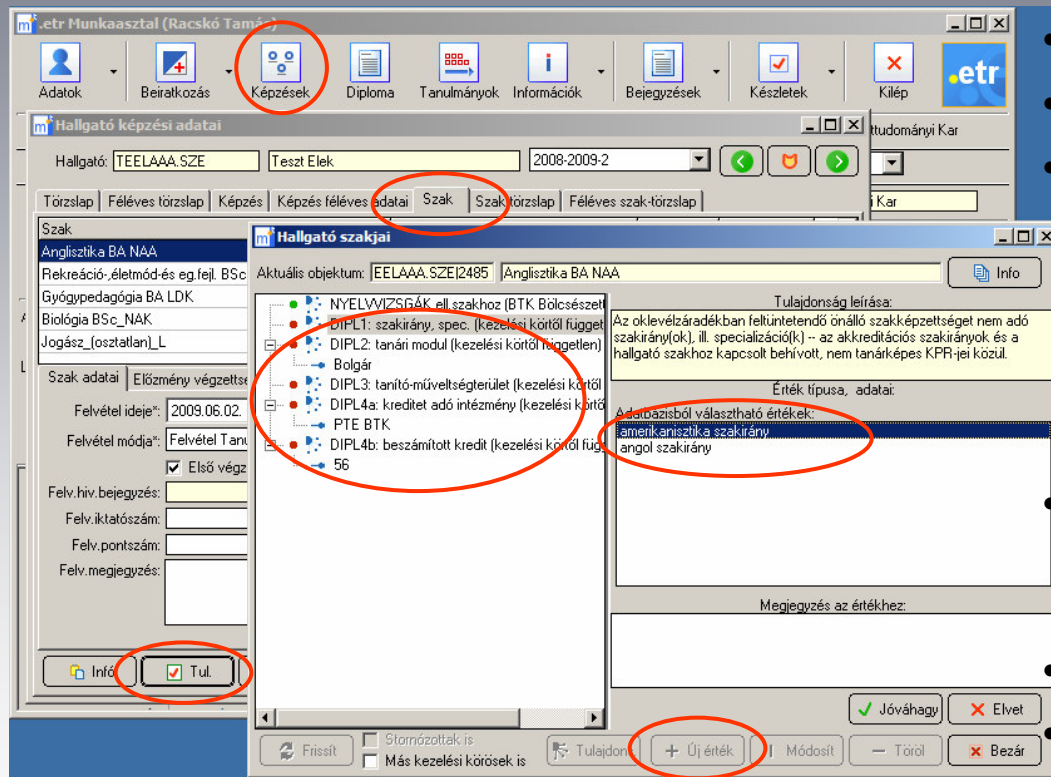 .etr Munkaasztal (Racskó Tamás)
Adatok Beiratkozás Képzések Diploma Tanulmányok Információk Bejegyzések Készletek Kilép .etr
Hallgató képzési adatai
ttudományi Kar
Hallgató: TEELAAA.SZE Teszt Elek 2008-2009-2
Törzslap Féléves törzslap Képzés Képzés féléves adatai Szak Szak-törzslap Féléves szak-törzslap
i Kar
Szak
Anglisztika BA NAA
Rekreáció-,életmód-és eg.fejl. BSc
Gyógypedagógia BA LDK
Biológia BSc_NAK
Jogász_(osztatlan)_L
Szak adatai Előzmény végzettsé
Felvétel ideje*: 2009.06.02.
Felvétel módja*: Felvétel Tanu
Első végz
Felv.hiv.bejegyzés:
Felv.iktatószám:
Felv.pontszám:
Felv.megjegyzés:
Infó Tul.
Hallgató szakjai
Aktuális objektum: EELAAA.SZE|2485 Anglisztika BA NAA Info
NYELVVIZSGÁK ell.szakhoz (BTK Bölcsészett
DIPL1: szakirány, spec. (kezelési körtől függet
DIPL2: tanári modul (kezelési körtől független)
Bolgár
DIPL3: tanító-műveltségterület (kezelési körtől
DIPL4a: kreditet adó intézmény (kezelési körtő
PTE BTK
DIPL4b: beszámított kredit (kezelési körtől függ
56
Tulajdonság leírása:
Az oklevélzáradékban feltüntetendő önálló szakképzettséget nem adó
szakirány(ok), ill. specializáció(k) -- az akkreditációs szakirányok és a
hallgató szakhoz kapcsolt behívott, nem tanárképes KPR-jei közül.
Érték típusa, adatai:
Adatbázisból választható értékek:
amerikanisztika szakirány
angol szakirány
Megjegyzés az értékhez:
Jóváhagy Elvet
Frissít Stornózottak is Tulajdons Új érték Módosít Töröl Bezár
Más kezelési körösek is